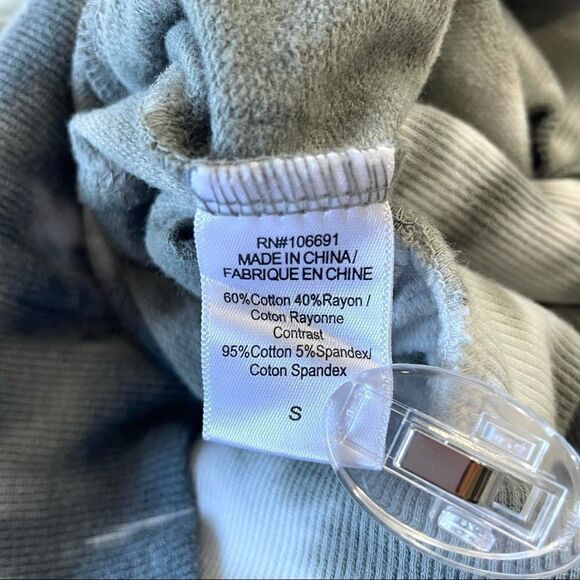 RN#106691
MADE IN CHINA/
FABRIQUE EN CHINE
60%Cotton 40%Rayon /
Coton Rayonne
Contrast
95%Cotton 5%Spandex/
Coton Spandex
S